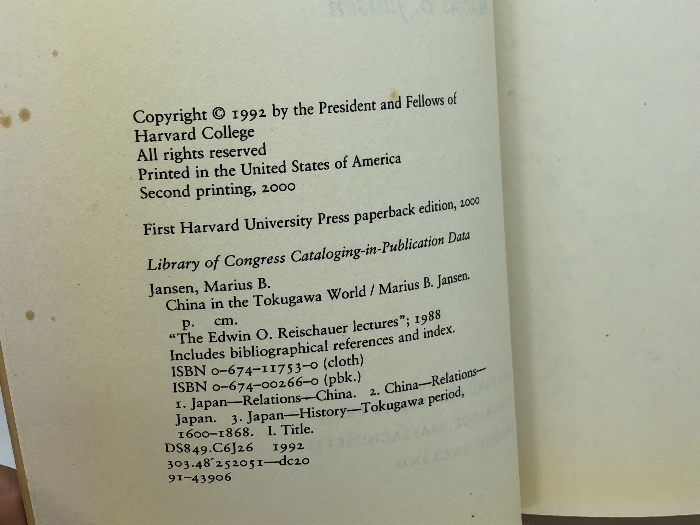 Copyright © 1992 by the President and Fellows of
Harvard College
All rights reserved
Printed in the United States of America
Second printing, 2000
First Harvard University Press paperback edition, 2000
Library of Congress Cataloging-in-Publication Data
Jansen, Marius B.
China in the Tokugawa World / Marius B. Jansen.
p. cm.
“The Edwin O. Reischauer lectures”; 1988
Includes bibliographical references and index.
ISBN 0–674–11753–0 (cloth)
ISBN 0–674–00266–0 (pbk.)
1. Japan—Relations—China. 2. China—Relations—
Japan. 3. Japan—History—Tokugawa period,
1600–1868. I. Title.
DS849.C6J26 1992
303.48′252051—dc20
91–43906